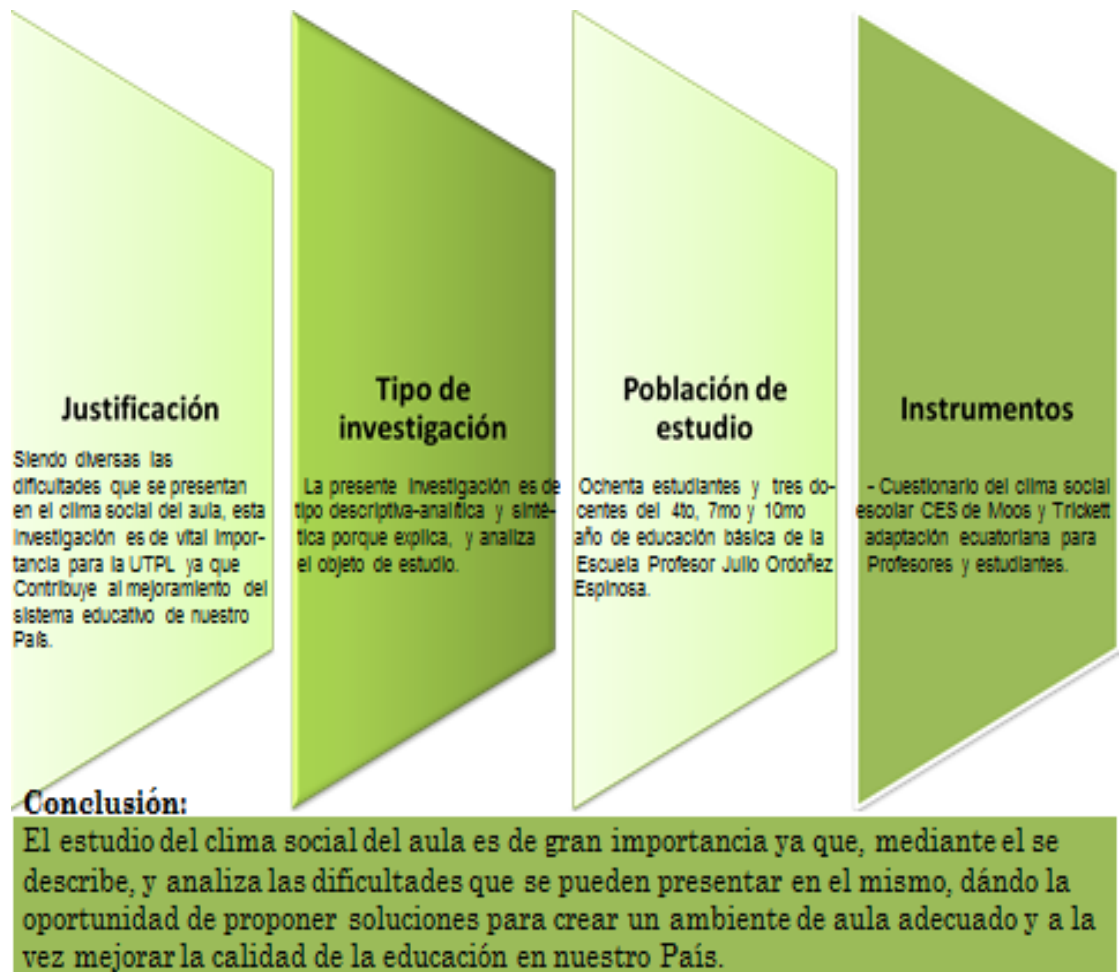 Justificación
Siendo diversas las
dificultades que se presentan
en el clima social del aula, esta
investigación es de vital impor-
tancia para la UTPL ya que
Contribuye al mejoramiento del
sistema educativo de nuestro
País.
Tipo de
investigación
La presente investigación es de
tipo descriptiva-analítica y sinté-
tica porque explica, y analiza
el objeto de estudio.
Población de
estudio
Ochenta estudiantes y tres do-
centes del 4to, 7mo y 10mo
año de educación básica de la
Escuela Profesor Julio Ordoñez
Espinosa.
Instrumentos
- Cuestionario del clima social
escolar CES de Moos y Trickett
adaptación ecuatoriana para
Profesores y estudiantes.
Conclusión:
El estudio del clima social del aula es de gran importancia ya que, mediante el se
describe, y analiza las dificultades que se pueden presentar en el mismo, dándo la
oportunidad de proponer soluciones para crear un ambiente de aula adecuado y a la
vez mejorar la calidad de la educación en nuestro País.